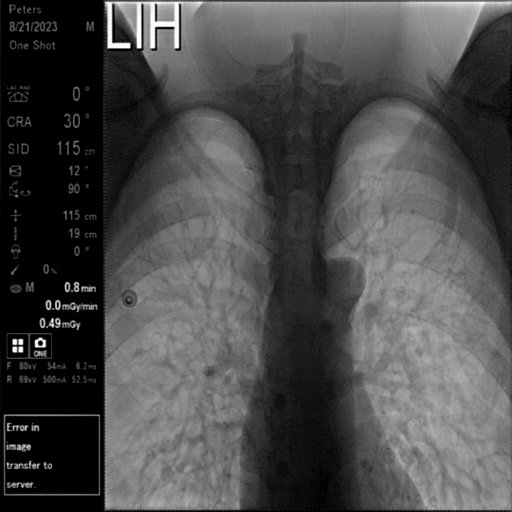 Peters
8/21/2023 M
One Shot
LAO RAO 0 °
CRA 30 °
SID 115 cm
12 °
90 °
115 cm
19 cm
0 °
0 %
M 0.8 min
0.0 mGy/min
0.49 mGy
ONE
F 80kV 54mA 6.2ms
R 69kV 500mA 52.5ms
Error in
image
transfer to
server.
LIH